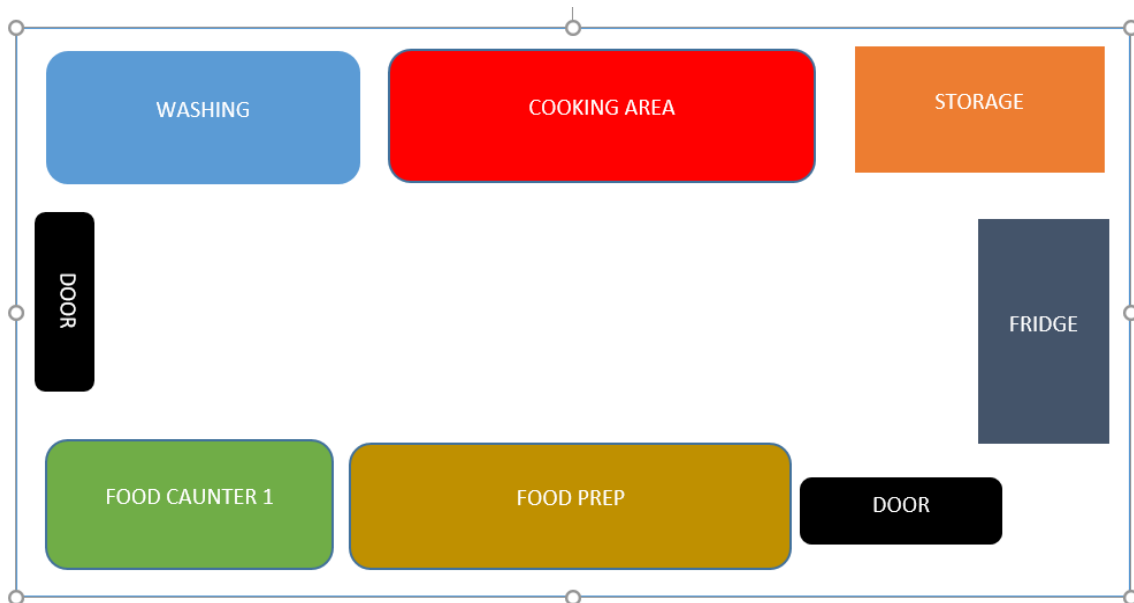 WASHING
COOKING AREA
STORAGE
DOOR
FRIDGE
FOOD CAUNTER 1
FOOD PREP
DOOR